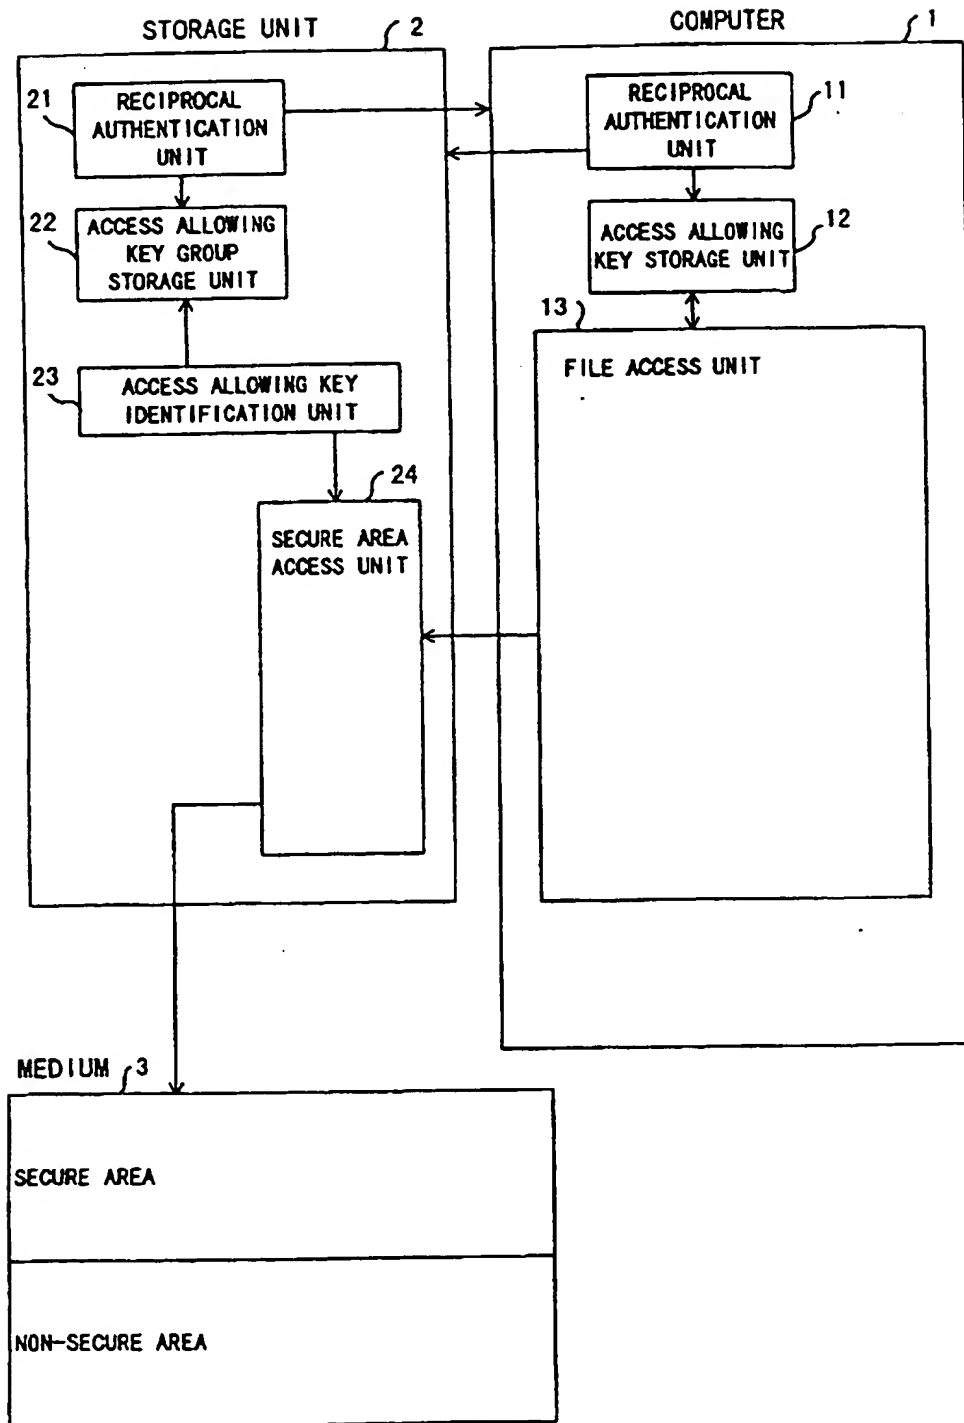 STORAGE UNIT
2
21
RECIPROCAL
AUTHENTICATION
UNIT
22
ACCESS ALLOWING
KEY GROUP
STORAGE UNIT
23
ACCESS ALLOWING KEY
IDENTIFICATION UNIT
24
SECURE AREA
ACCESS UNIT
COMPUTER
1
RECIPROCAL
AUTHENTICATION
UNIT
11
ACCESS ALLOWING
KEY STORAGE UNIT
12
13
FILE ACCESS UNIT
MEDIUM
3
SECURE AREA
NON-SECURE AREA